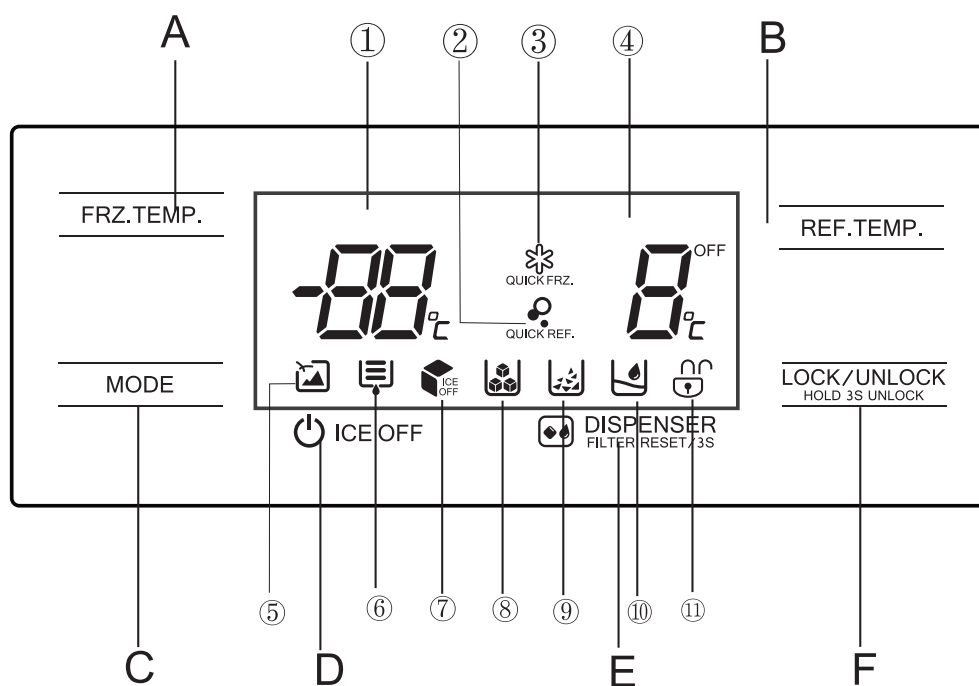 A
① ② ③ ④
B
FRZ.TEMP.
REF.TEMP.
-88°C
QUICK FRZ.
QUICK REF.
8 OFF
°C
MODE
ICE
OFF
LOCK/UNLOCK
HOLD 3S UNLOCK
ICE OFF
DISPENSER
FILTER RESET/3S
⑤ ⑥ ⑦ ⑧ ⑨ ⑩ ⑪
C D E F